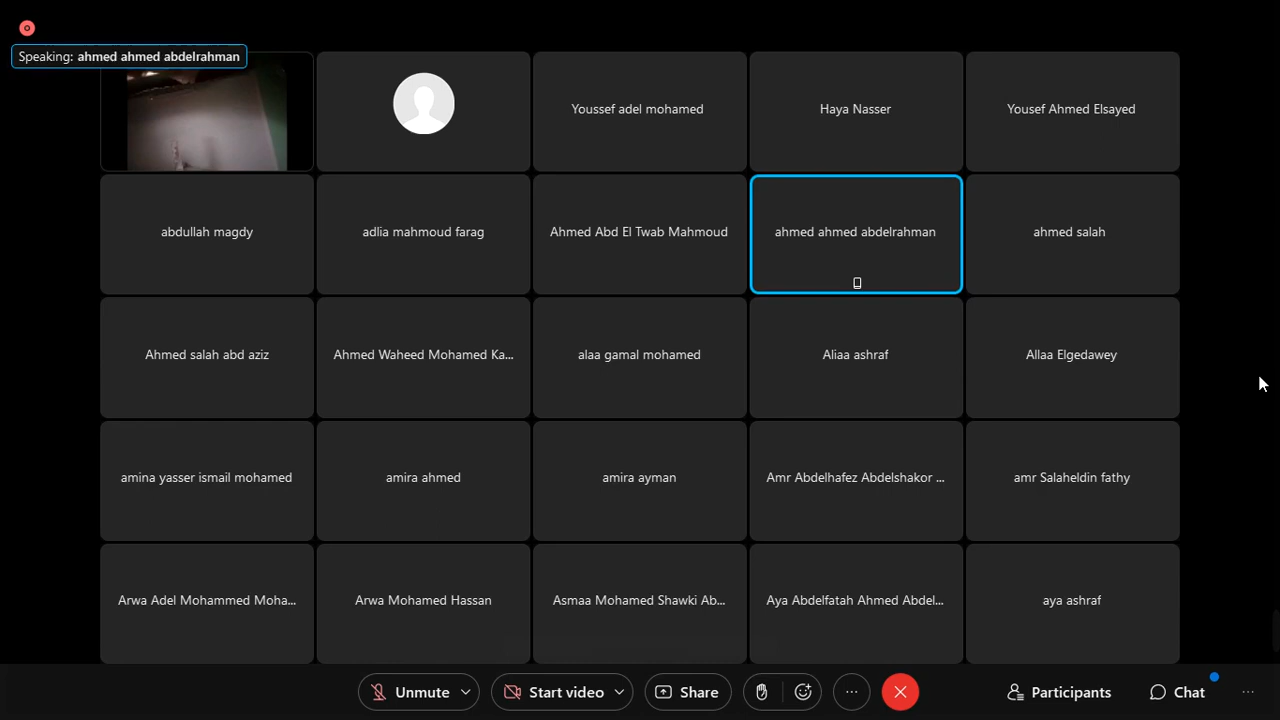 Speaking: ahmed ahmed abdelrahman
Youssef adel mohamed
Haya Nasser
Yousef Ahmed Elsayed
abdullah magdy
adlia mahmoud farag
Ahmed Abd El Twab Mahmoud
ahmed ahmed abdelrahman
ahmed salah
Ahmed salah abd aziz
Ahmed Waheed Mohamed Ka...
alaa gamal mohamed
Aliaa ashraf
Allaa Elgedawey
amina yasser ismail mohamed
amira ahmed
amira ayman
Amr Abdelhafez Abdelshakor ...
amr Salaheldin fathy
Arwa Adel Mohammed Moha...
Arwa Mohamed Hassan
Asmaa Mohamed Shawki Ab...
Aya Abdelfatah Ahmed Abdel...
aya ashraf
Unmute
Start video
Share
Participants
Chat